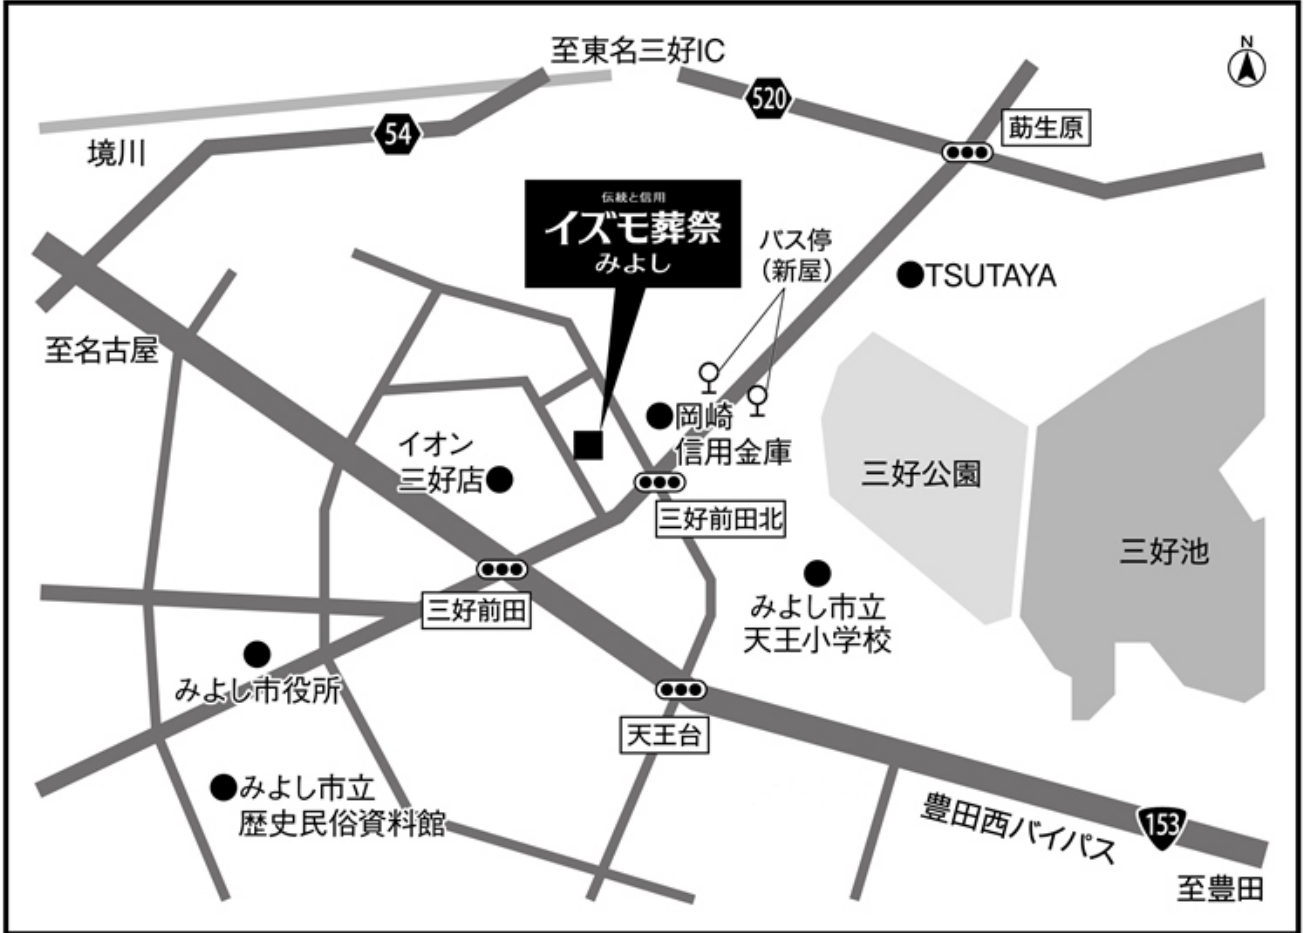 至東名三好IC
N
520
54
莇生原
境川
伝統と信用
イズモ葬祭
みよし
バス停
（新屋）
TSUTAYA
至名古屋
岡崎
信用金庫
イオン
三好店
三好公園
三好前田北
三好池
三好前田
みよし市立
天王小学校
みよし市役所
天王台
みよし市立
歴史民俗資料館
豊田西バイパス
153
至豊田